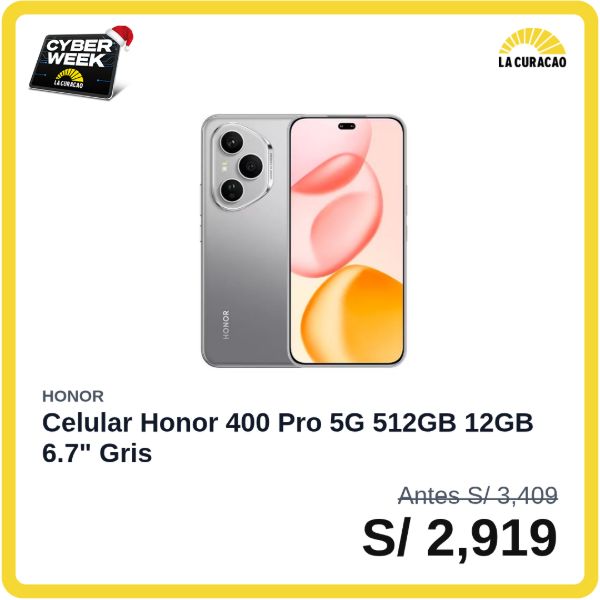 CYBER
WEEK
LA CURACAO
LA CURACAO
HONOR
HONOR
Celular Honor 400 Pro 5G 512GB 12GB
6.7" Gris
Antes S/ 3,409
S/ 2,919